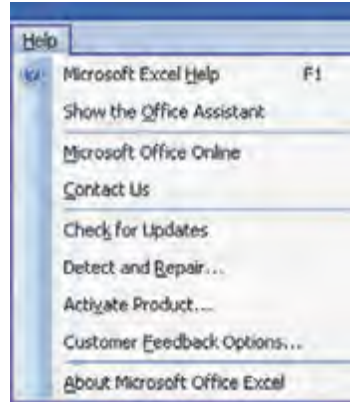 Help
Microsoft Excel Help F1
Show the Office Assistant
Microsoft Office Online
Contact Us
Check for Updates
Detect and Repair...
Activate Product...
Customer Feedback Options...
About Microsoft Office Excel